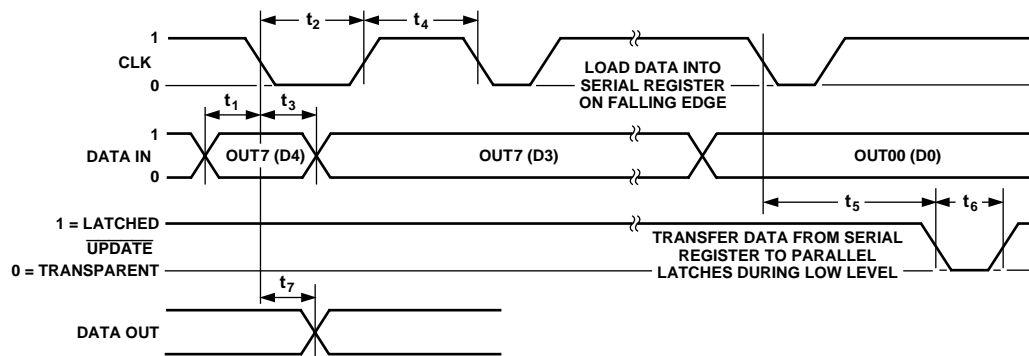 t2 t4
1
CLK
0
LOAD DATA INTO
SERIAL REGISTER
ON FALLING EDGE
t1 t3
1
DATA IN
0
OUT7 (D4) OUT7 (D3) OUT00 (D0)
t5 t6
1 = LATCHED
UPDATE
0 = TRANSPARENT
TRANSFER DATA FROM SERIAL
REGISTER TO PARALLEL
LATCHES DURING LOW LEVEL
t7
DATA OUT